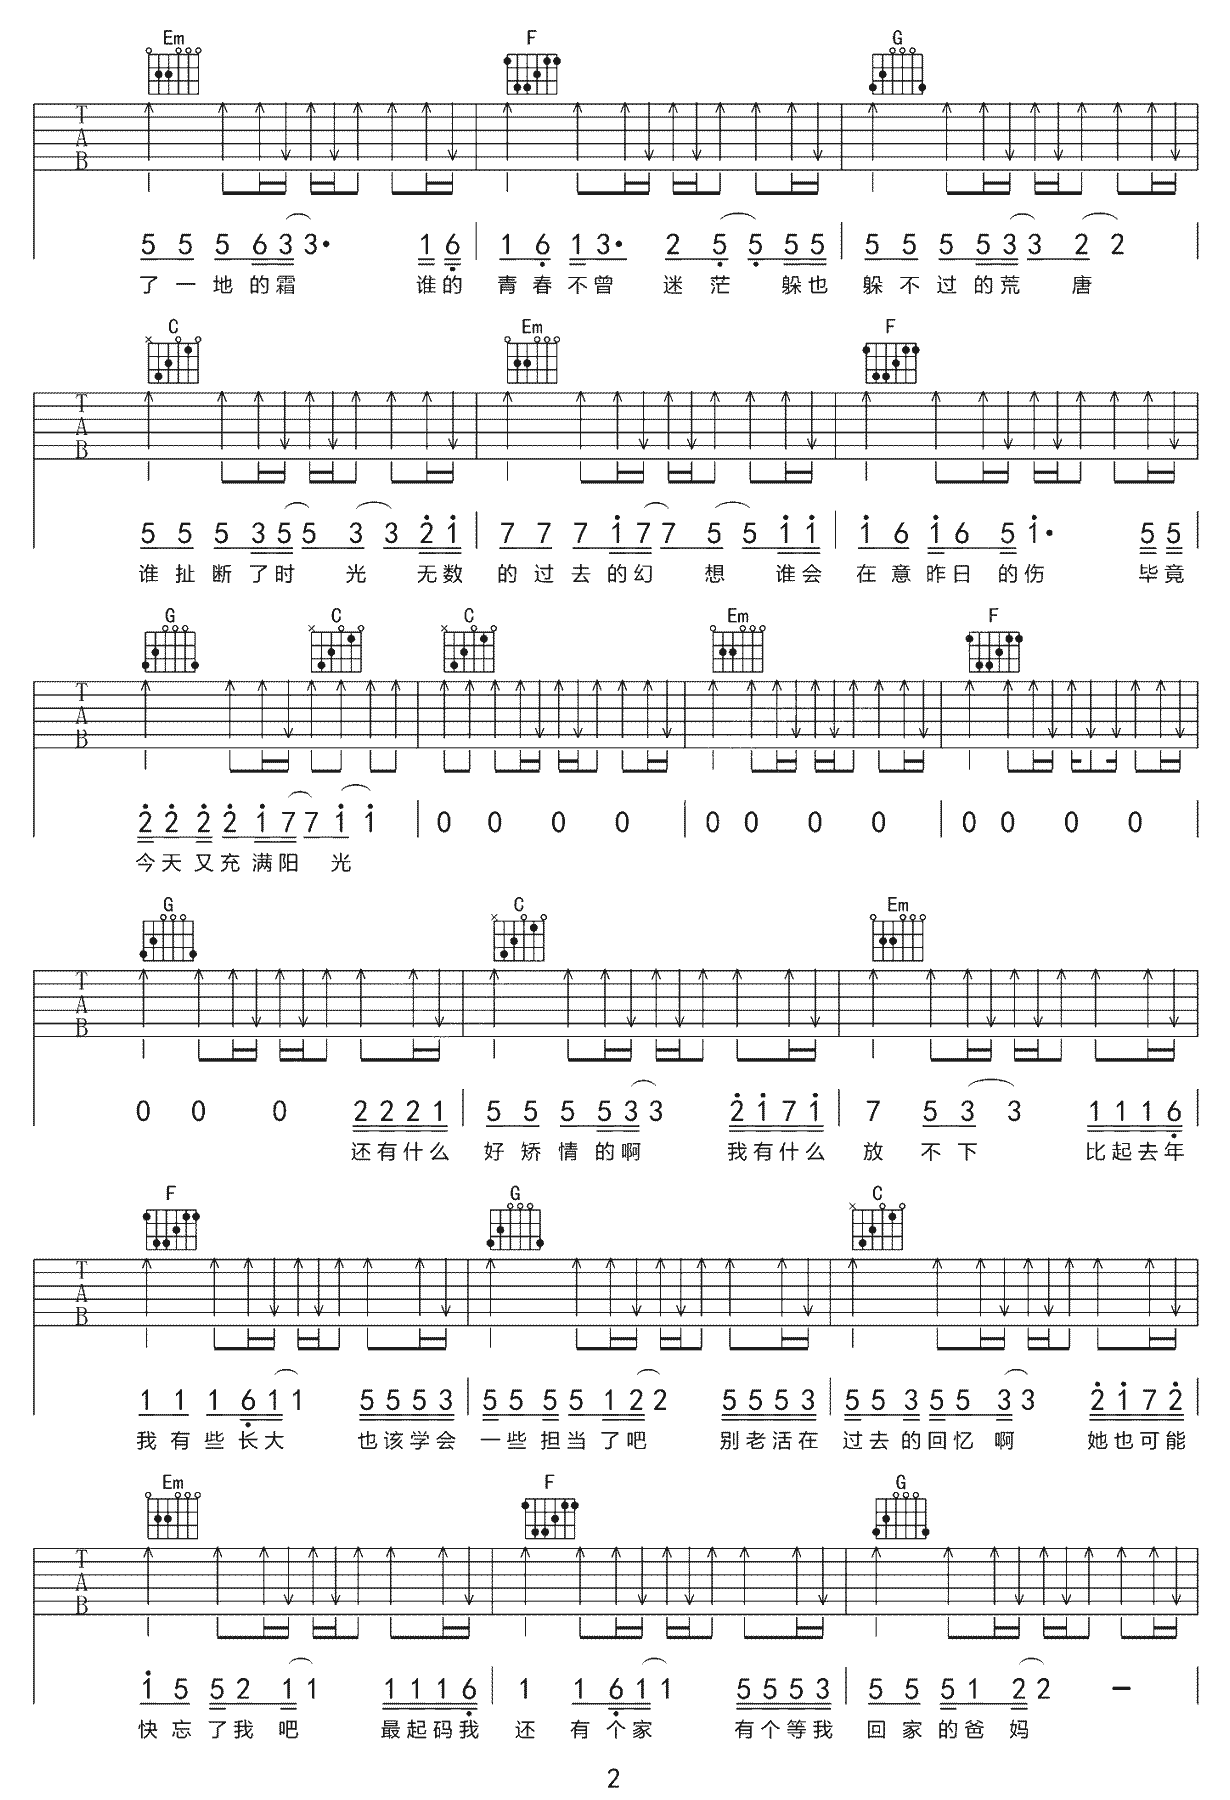 Em F G
T A B
5 5 5 6 3 3· 1 6 | 1 6 1 3· 2 5 5 5 5 | 5 5 5 5 3 3 2 2
了一地的霜 谁的 青春不曾 迷茫 躲也 躲不过的荒 唐
C Em F
T A B
5 5 5 3 5 5 3 3 2 1 | 7 7 7 1 7 7 5 5 1 1 | 1 6 1 6 5 1· 5 5
谁扯断了时 光 无数 的过去的幻 想 谁会 在意昨日 的伤 毕竟
G C C Em F
T A B
2 2 2 2 1 7 7 1 1 | 0 0 0 0 | 0 0 0 0 | 0 0 0 0
今天又充满阳 光
G C Em
T A B
0 0 0 2 2 2 1 | 5 5 5 5 3 3 2 1 7 1 | 7 5 3 3 1 1 1 6
还有什么 好矫情的啊 我有什么 放 不下 比起去年
F G C
T A B
1 1 1 6 1 1 5 5 5 3 | 5 5 5 5 1 2 2 5 5 5 3 | 5 5 3 5 5 3 3 2 1 7 2
我有些长大 也该学会 一些担当了吧 别老活在 过去的回忆啊 她也可能
Em F G
T A B
1 5 5 2 1 1 1 1 1 6 | 1 1 6 1 1 5 5 5 3 | 5 5 5 1 2 2 –
快忘了我吧 最起码我 还 有个家 有个等我 回家的爸妈
2